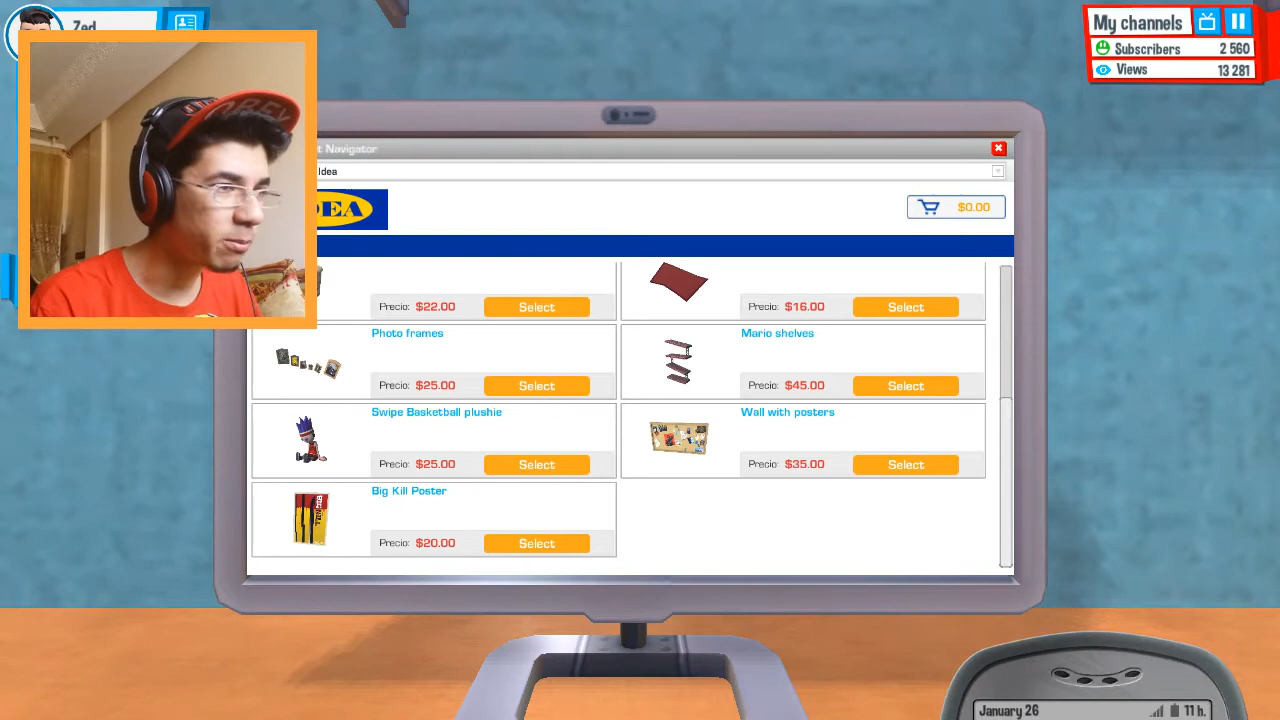 Zed
My channels
Subscribers 2 560
Views 13 281
Navigator
Idea
$0.00
Precio: $22.00 Select
Precio: $16.00 Select
Photo frames
Precio: $25.00 Select
Mario shelves
Precio: $45.00 Select
Swipe Basketball plushie
Precio: $25.00 Select
Wall with posters
Precio: $35.00 Select
Big Kill Poster
Precio: $20.00 Select
January 26
11 h.